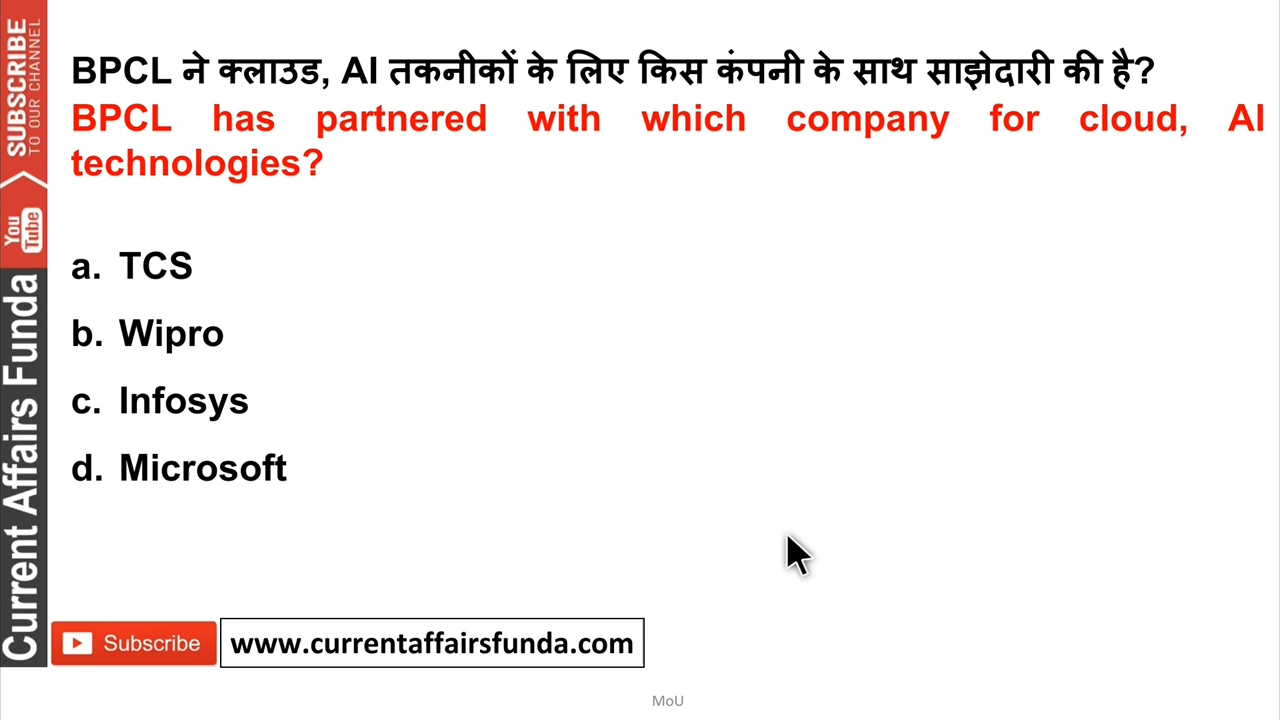 BPCL ने क्लाउड, AI तकनीकों के लिए किस कंपनी के साथ साझेदारी की है?
BPCL has partnered with which company for cloud, AI
technologies?
a. TCS
b. Wipro
c. Infosys
d. Microsoft
SUBSCRIBE
TO OUR CHANNEL
You
Tube
Current Affairs Funda
Subscribe
www.currentaffairsfunda.com
MoU